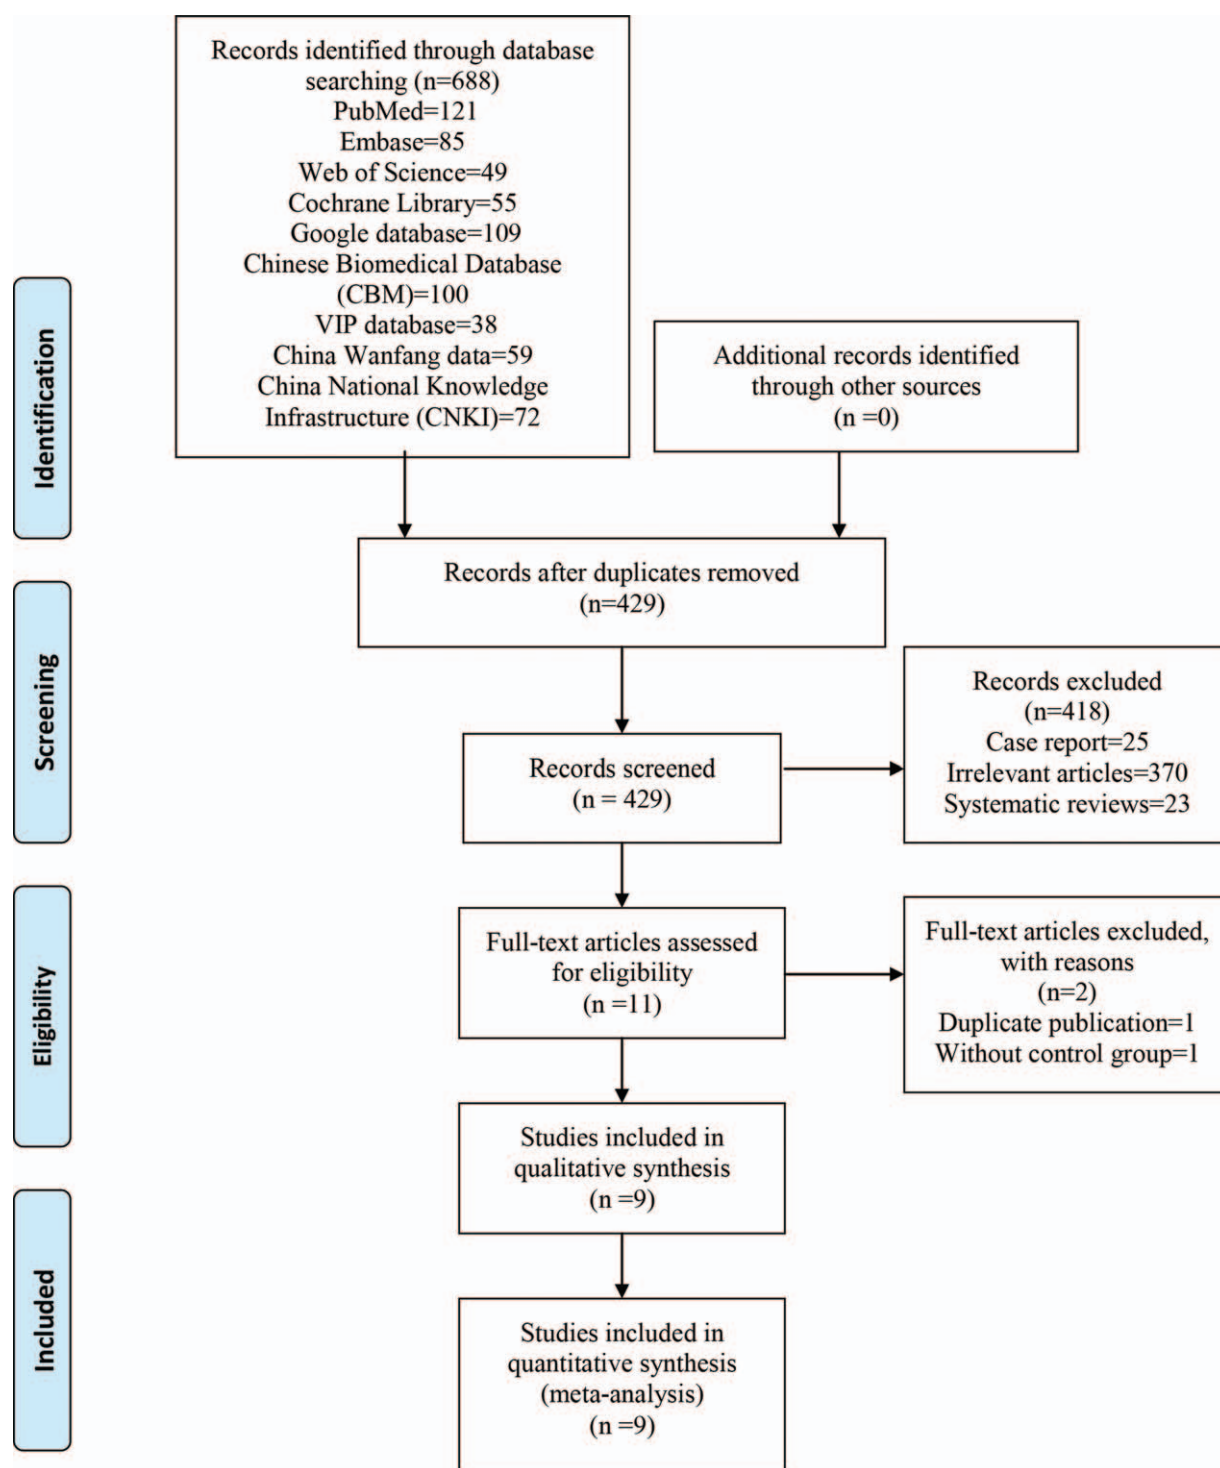 Records identified through database
searching (n=688)
PubMed=121
Embase=85
Web of Science=49
Cochrane Library=55
Google database=109
Chinese Biomedical Database
(CBM)=100
VIP database=38
China Wanfang data=59
China National Knowledge
Infrastructure (CNKI)=72
Additional records identified
through other sources
(n =0)
Identification
Records after duplicates removed
(n=429)
Screening
Records screened
(n = 429)
Records excluded
(n=418)
Case report=25
Irrelevant articles=370
Systematic reviews=23
Eligibility
Full-text articles assessed
for eligibility
(n =11)
Full-text articles excluded,
with reasons
(n=2)
Duplicate publication=1
Without control group=1
Studies included in
qualitative synthesis
(n =9)
Included
Studies included in
quantitative synthesis
(meta-analysis)
(n =9)